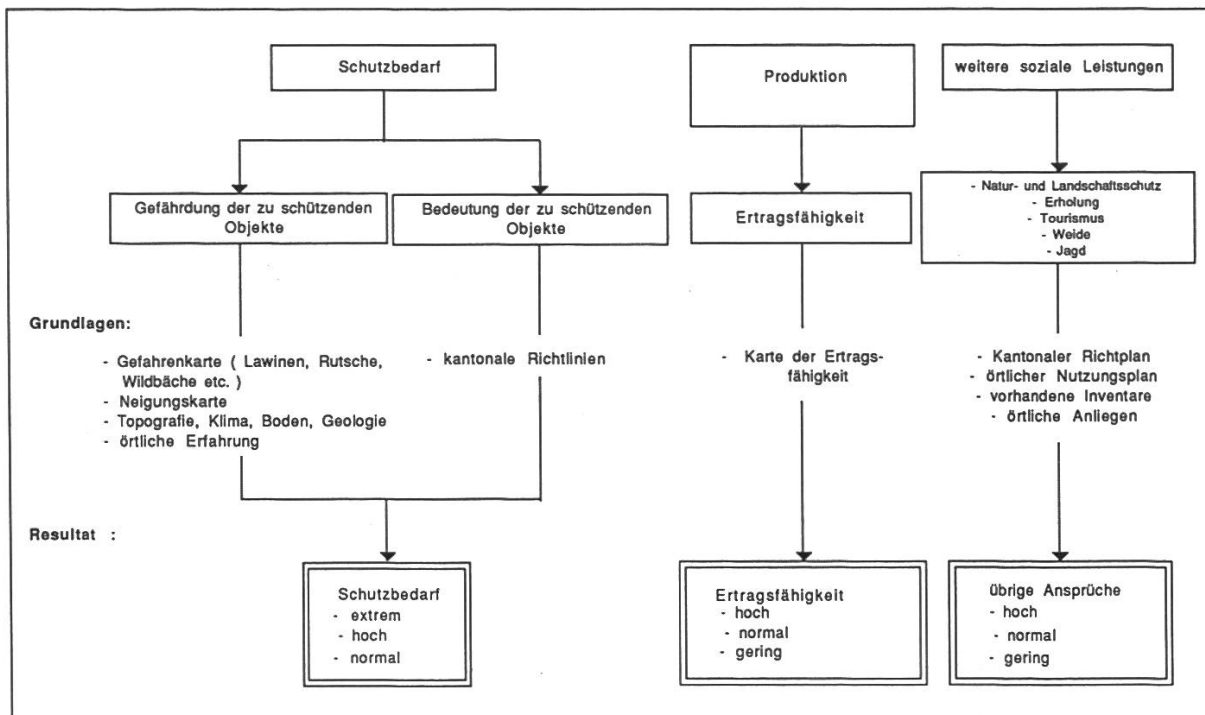 Schutzbedarf
Produktion
weitere soziale Leistungen
Gefährdung der zu schützenden
Objekte
Bedeutung der zu schützenden
Objekte
Ertragsfähigkeit
- Natur- und Landschaftsschutz
- Erholung
- Tourismus
- Weide
- Jagd
Grundlagen:
- Gefahrenkarte ( Lawinen, Rutsche,
Wildbäche etc. )
- Neigungskarte
- Topografie, Klima, Boden, Geologie
- örtliche Erfahrung
- kantonale Richtlinien
- Karte der Ertrags-
fähigkeit
- Kantonaler Richtplan
- örtlicher Nutzungsplan
- vorhandene Inventare
- örtliche Anliegen
Resultat :
Schutzbedarf
- extrem
- hoch
- normal
Ertragsfähigkeit
- hoch
- normal
- gering
übrige Ansprüche
- hoch
- normal
- gering